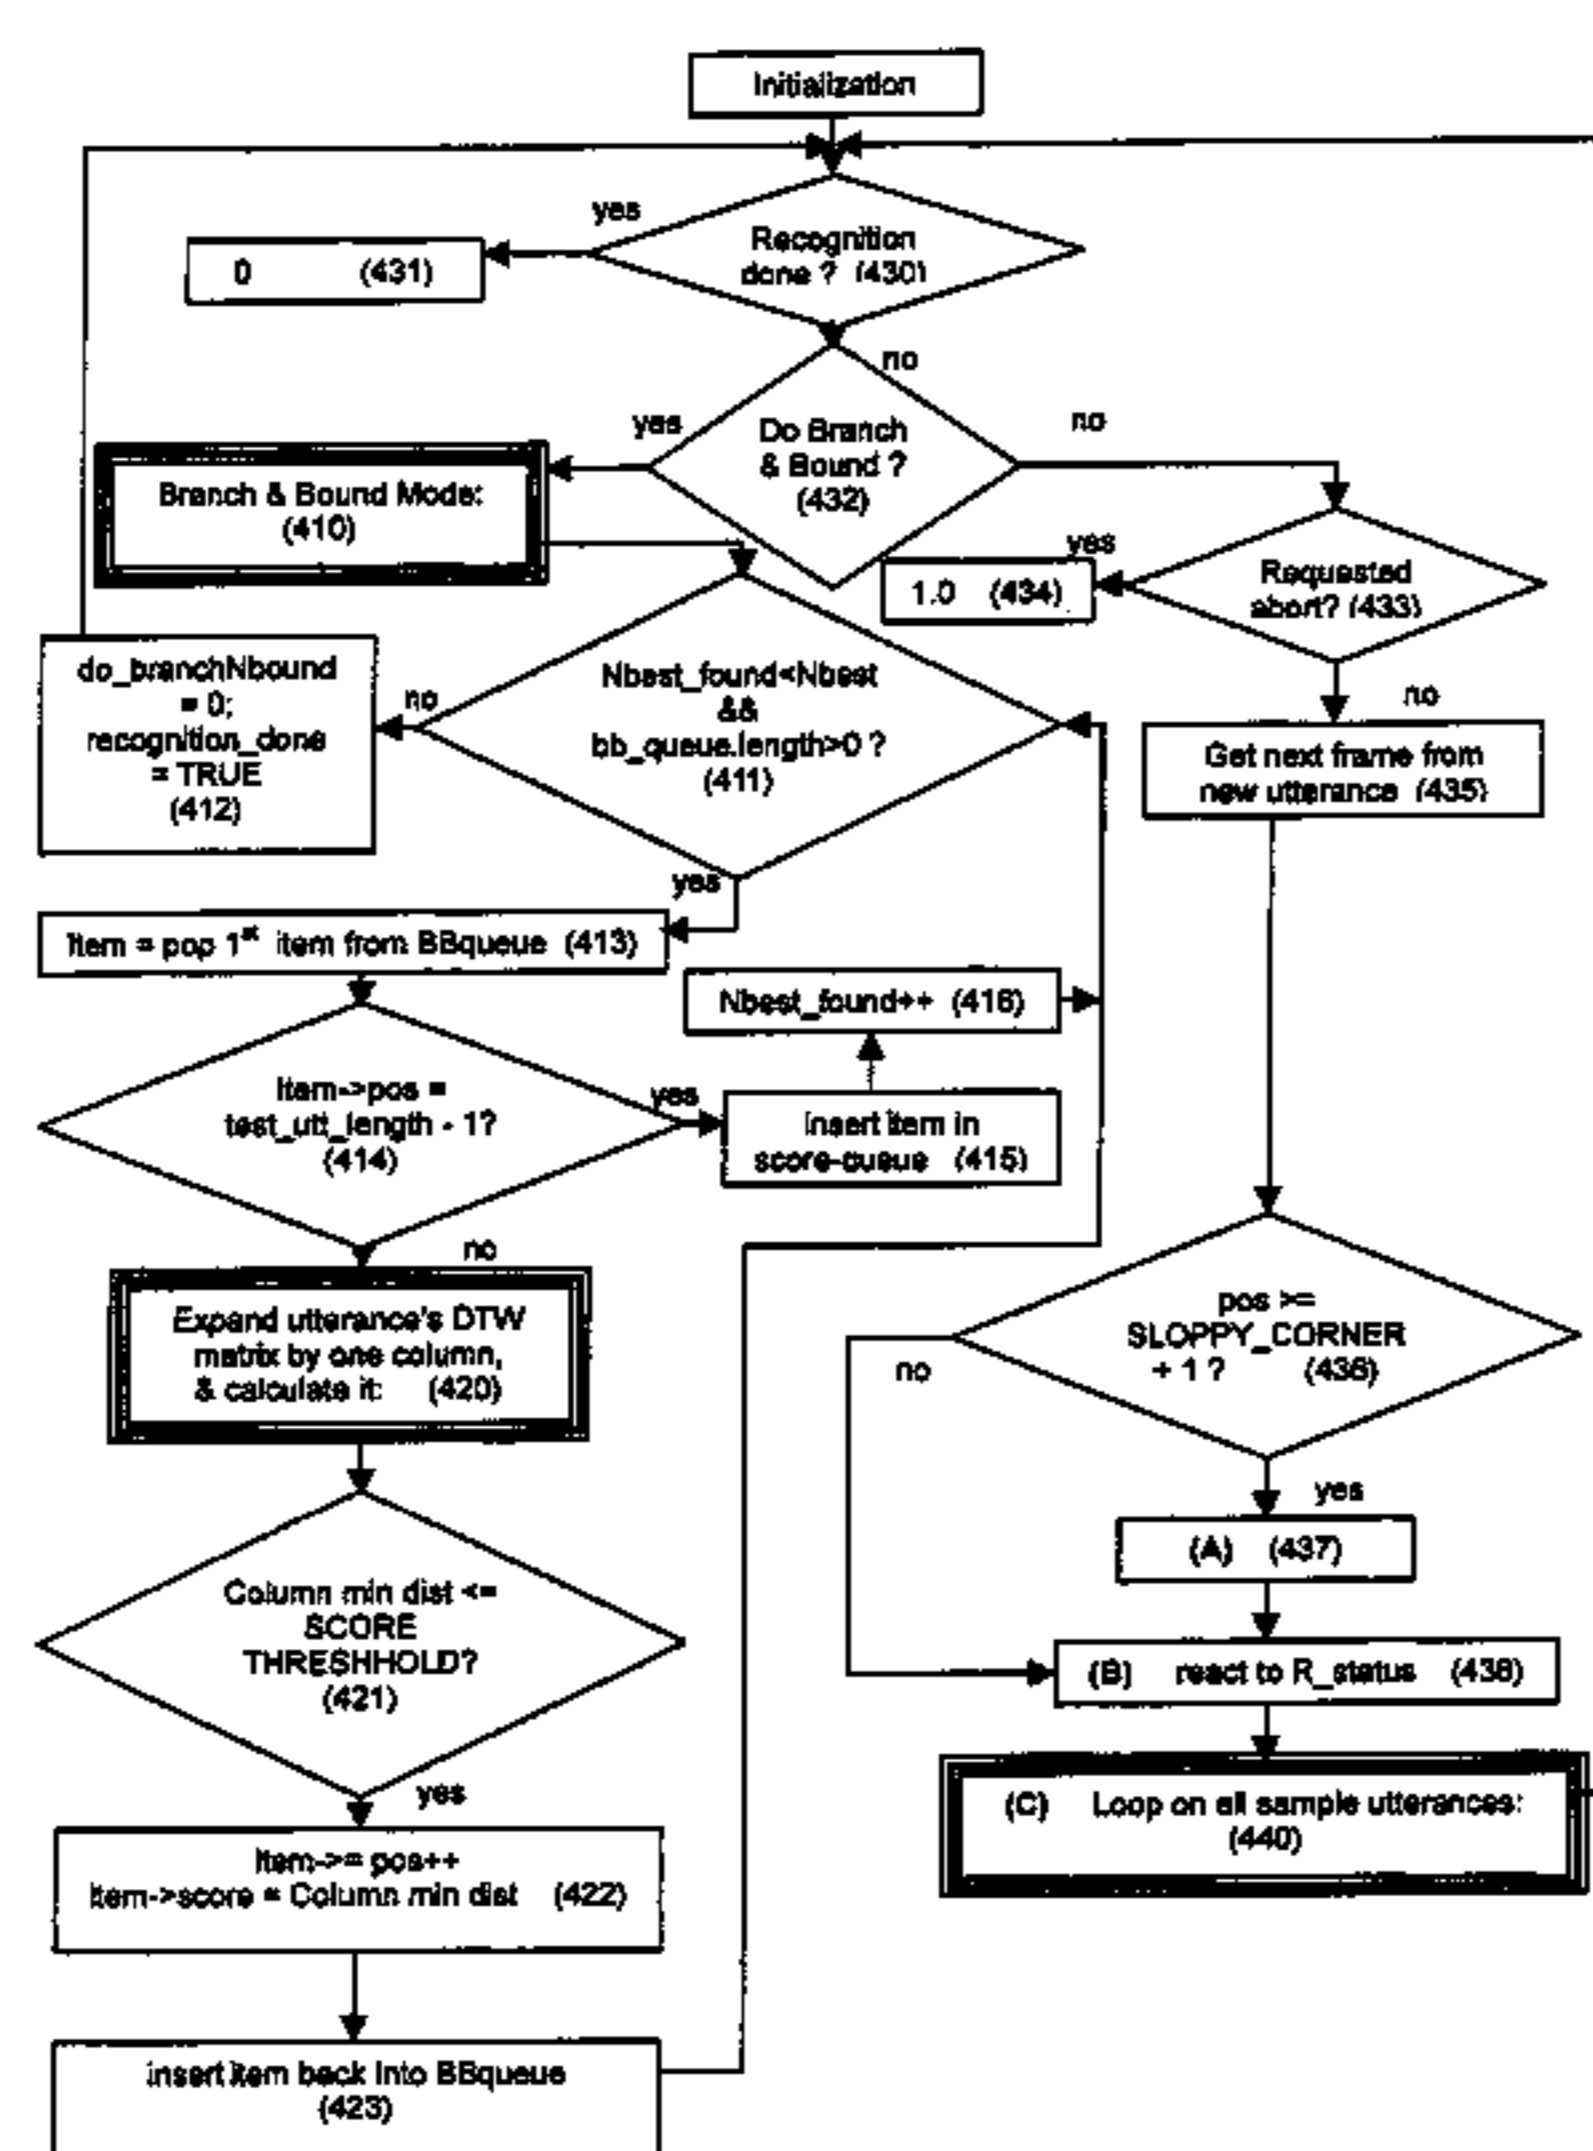 Initialization
yes
Recognition
done ? (430)
0 (431)
no
yes
Do Branch
& Bound ?
(432)
no
Branch & Bound Mode:
(410)
yes
1.0 (434)
Requested
abort? (433)
no
do_branchNbound
= 0;
recognition_done
= TRUE
(412)
no
Nbest_found<Nbest
&&
bb_queue.length>0 ?
(411)
Get next frame from
new utterance (435)
yes
Item = pop 1st item from BBqueue (413)
Nbest_found++ (416)
Item->pos =
test_utt_length - 1?
(414)
yes
insert item in
score-queue (415)
no
Expand utterance's DTW
matrix by one column,
& calculate it: (420)
pos >=
SLOPPY_CORNER
+ 1 ? (436)
no
yes
(A) (437)
Column min dist <=
SCORE
THRESHHOLD?
(421)
(B) react to R_status (438)
yes
(C) Loop on all sample utterances:
(440)
Item->= pos++
Item->score = Column min dist (422)
insert item back into BBqueue
(423)